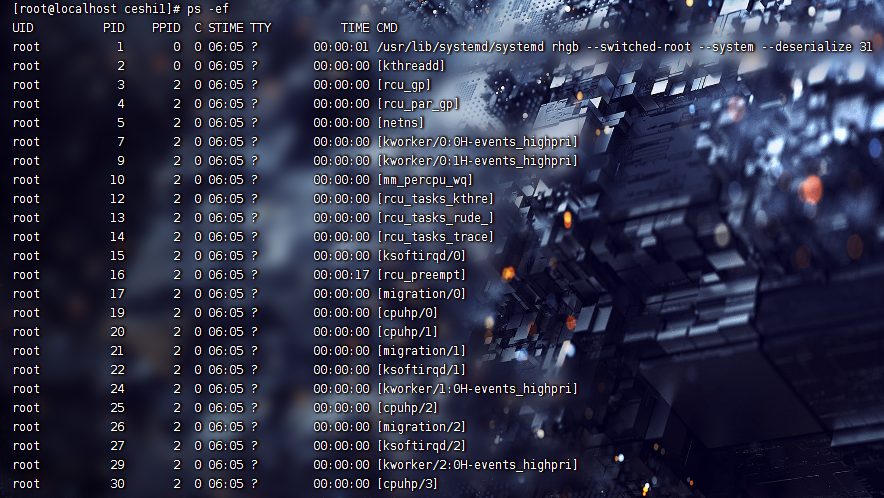 [root@localhost ceshi1]# ps -ef
UID PID PPID C STIME TTY TIME CMD
root 1 0 0 06:05 ? 00:00:01 /usr/lib/systemd/systemd rhgb --switched-root --system --deserialize 31
root 2 0 0 06:05 ? 00:00:00 [kthreadd]
root 3 2 0 06:05 ? 00:00:00 [rcu_gp]
root 4 2 0 06:05 ? 00:00:00 [rcu_par_gp]
root 5 2 0 06:05 ? 00:00:00 [netns]
root 7 2 0 06:05 ? 00:00:00 [kworker/0:0H-events_highpri]
root 9 2 0 06:05 ? 00:00:00 [kworker/0:1H-events_highpri]
root 10 2 0 06:05 ? 00:00:00 [mm_percpu_wq]
root 12 2 0 06:05 ? 00:00:00 [rcu_tasks_kthre]
root 13 2 0 06:05 ? 00:00:00 [rcu_tasks_rude_]
root 14 2 0 06:05 ? 00:00:00 [rcu_tasks_trace]
root 15 2 0 06:05 ? 00:00:00 [ksoftirqd/0]
root 16 2 0 06:05 ? 00:00:17 [rcu_preempt]
root 17 2 0 06:05 ? 00:00:00 [migration/0]
root 19 2 0 06:05 ? 00:00:00 [cpuhp/0]
root 20 2 0 06:05 ? 00:00:00 [cpuhp/1]
root 21 2 0 06:05 ? 00:00:00 [migration/1]
root 22 2 0 06:05 ? 00:00:00 [ksoftirqd/1]
root 24 2 0 06:05 ? 00:00:00 [kworker/1:0H-events_highpri]
root 25 2 0 06:05 ? 00:00:00 [cpuhp/2]
root 26 2 0 06:05 ? 00:00:00 [migration/2]
root 27 2 0 06:05 ? 00:00:00 [ksoftirqd/2]
root 29 2 0 06:05 ? 00:00:00 [kworker/2:0H-events_highpri]
root 30 2 0 06:05 ? 00:00:00 [cpuhp/3]